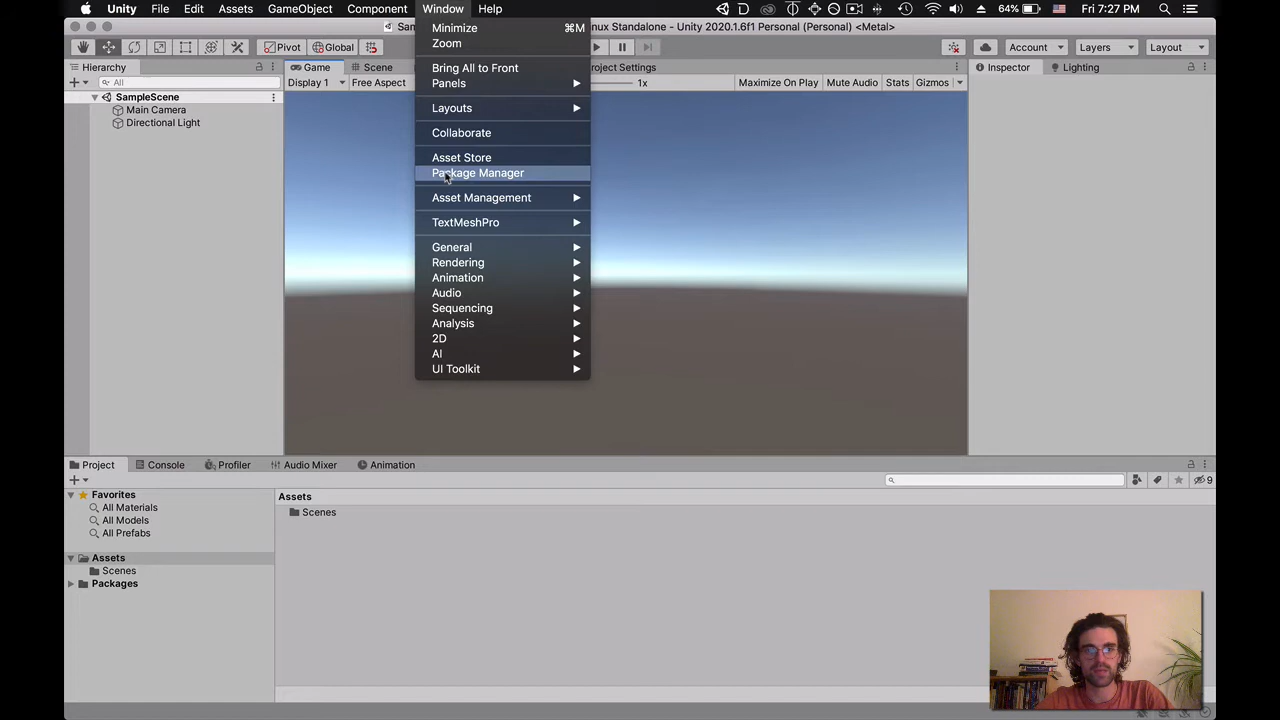 Unity File Edit Assets GameObject Component Window Help 64% Fri 7:27 PM
Sam nux Standalone - Unity 2020.1.6f1 Personal (Personal) <Metal>
Pivot Global Account Layers Layout
Hierarchy
All
SampleScene
Main Camera
Directional Light
Game Scene
Display 1 Free Aspect
Minimize ⌘M
Zoom
Bring All to Front
Panels
Layouts
Collaborate
Asset Store
Package Manager
Asset Management
TextMeshPro
General
Rendering
Animation
Audio
Sequencing
Analysis
2D
AI
UI Toolkit
ject Settings
1x Maximize On Play Mute Audio Stats Gizmos
Inspector Lighting
Project Console Profiler Audio Mixer Animation
9
Favorites
All Materials
All Models
All Prefabs
Assets
Scenes
Packages
Assets
Scenes